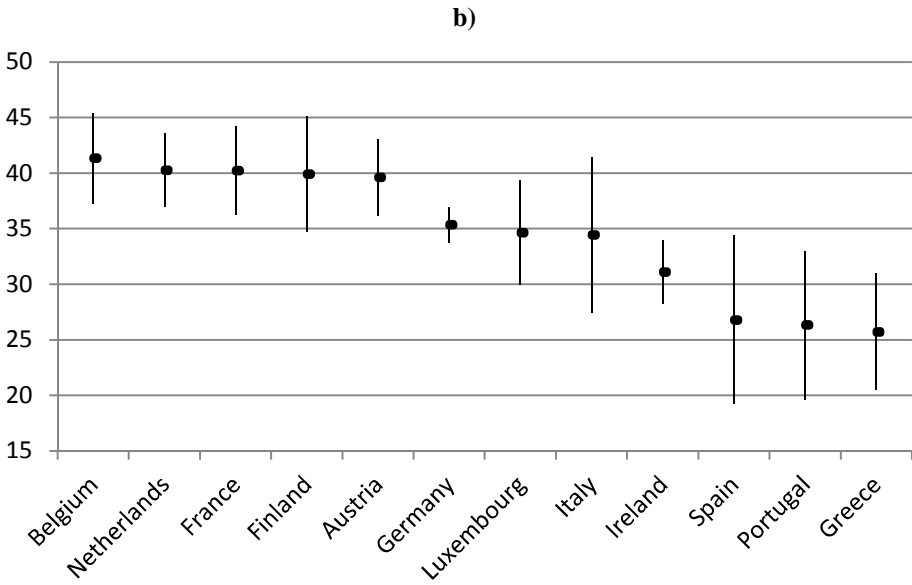 b)
50
45
40
35
30
25
20
15
Belgium
Netherlands
France
Finland
Austria
Germany
Luxembourg
Italy
Ireland
Spain
Portugal
Greece